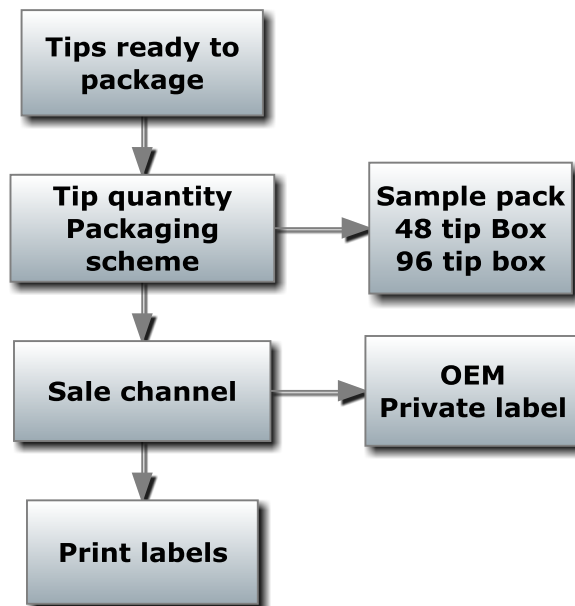 Tips ready to
package
Tip quantity
Packaging
scheme
Sample pack
48 tip Box
96 tip box
Sale channel
OEM
Private label
Print labels